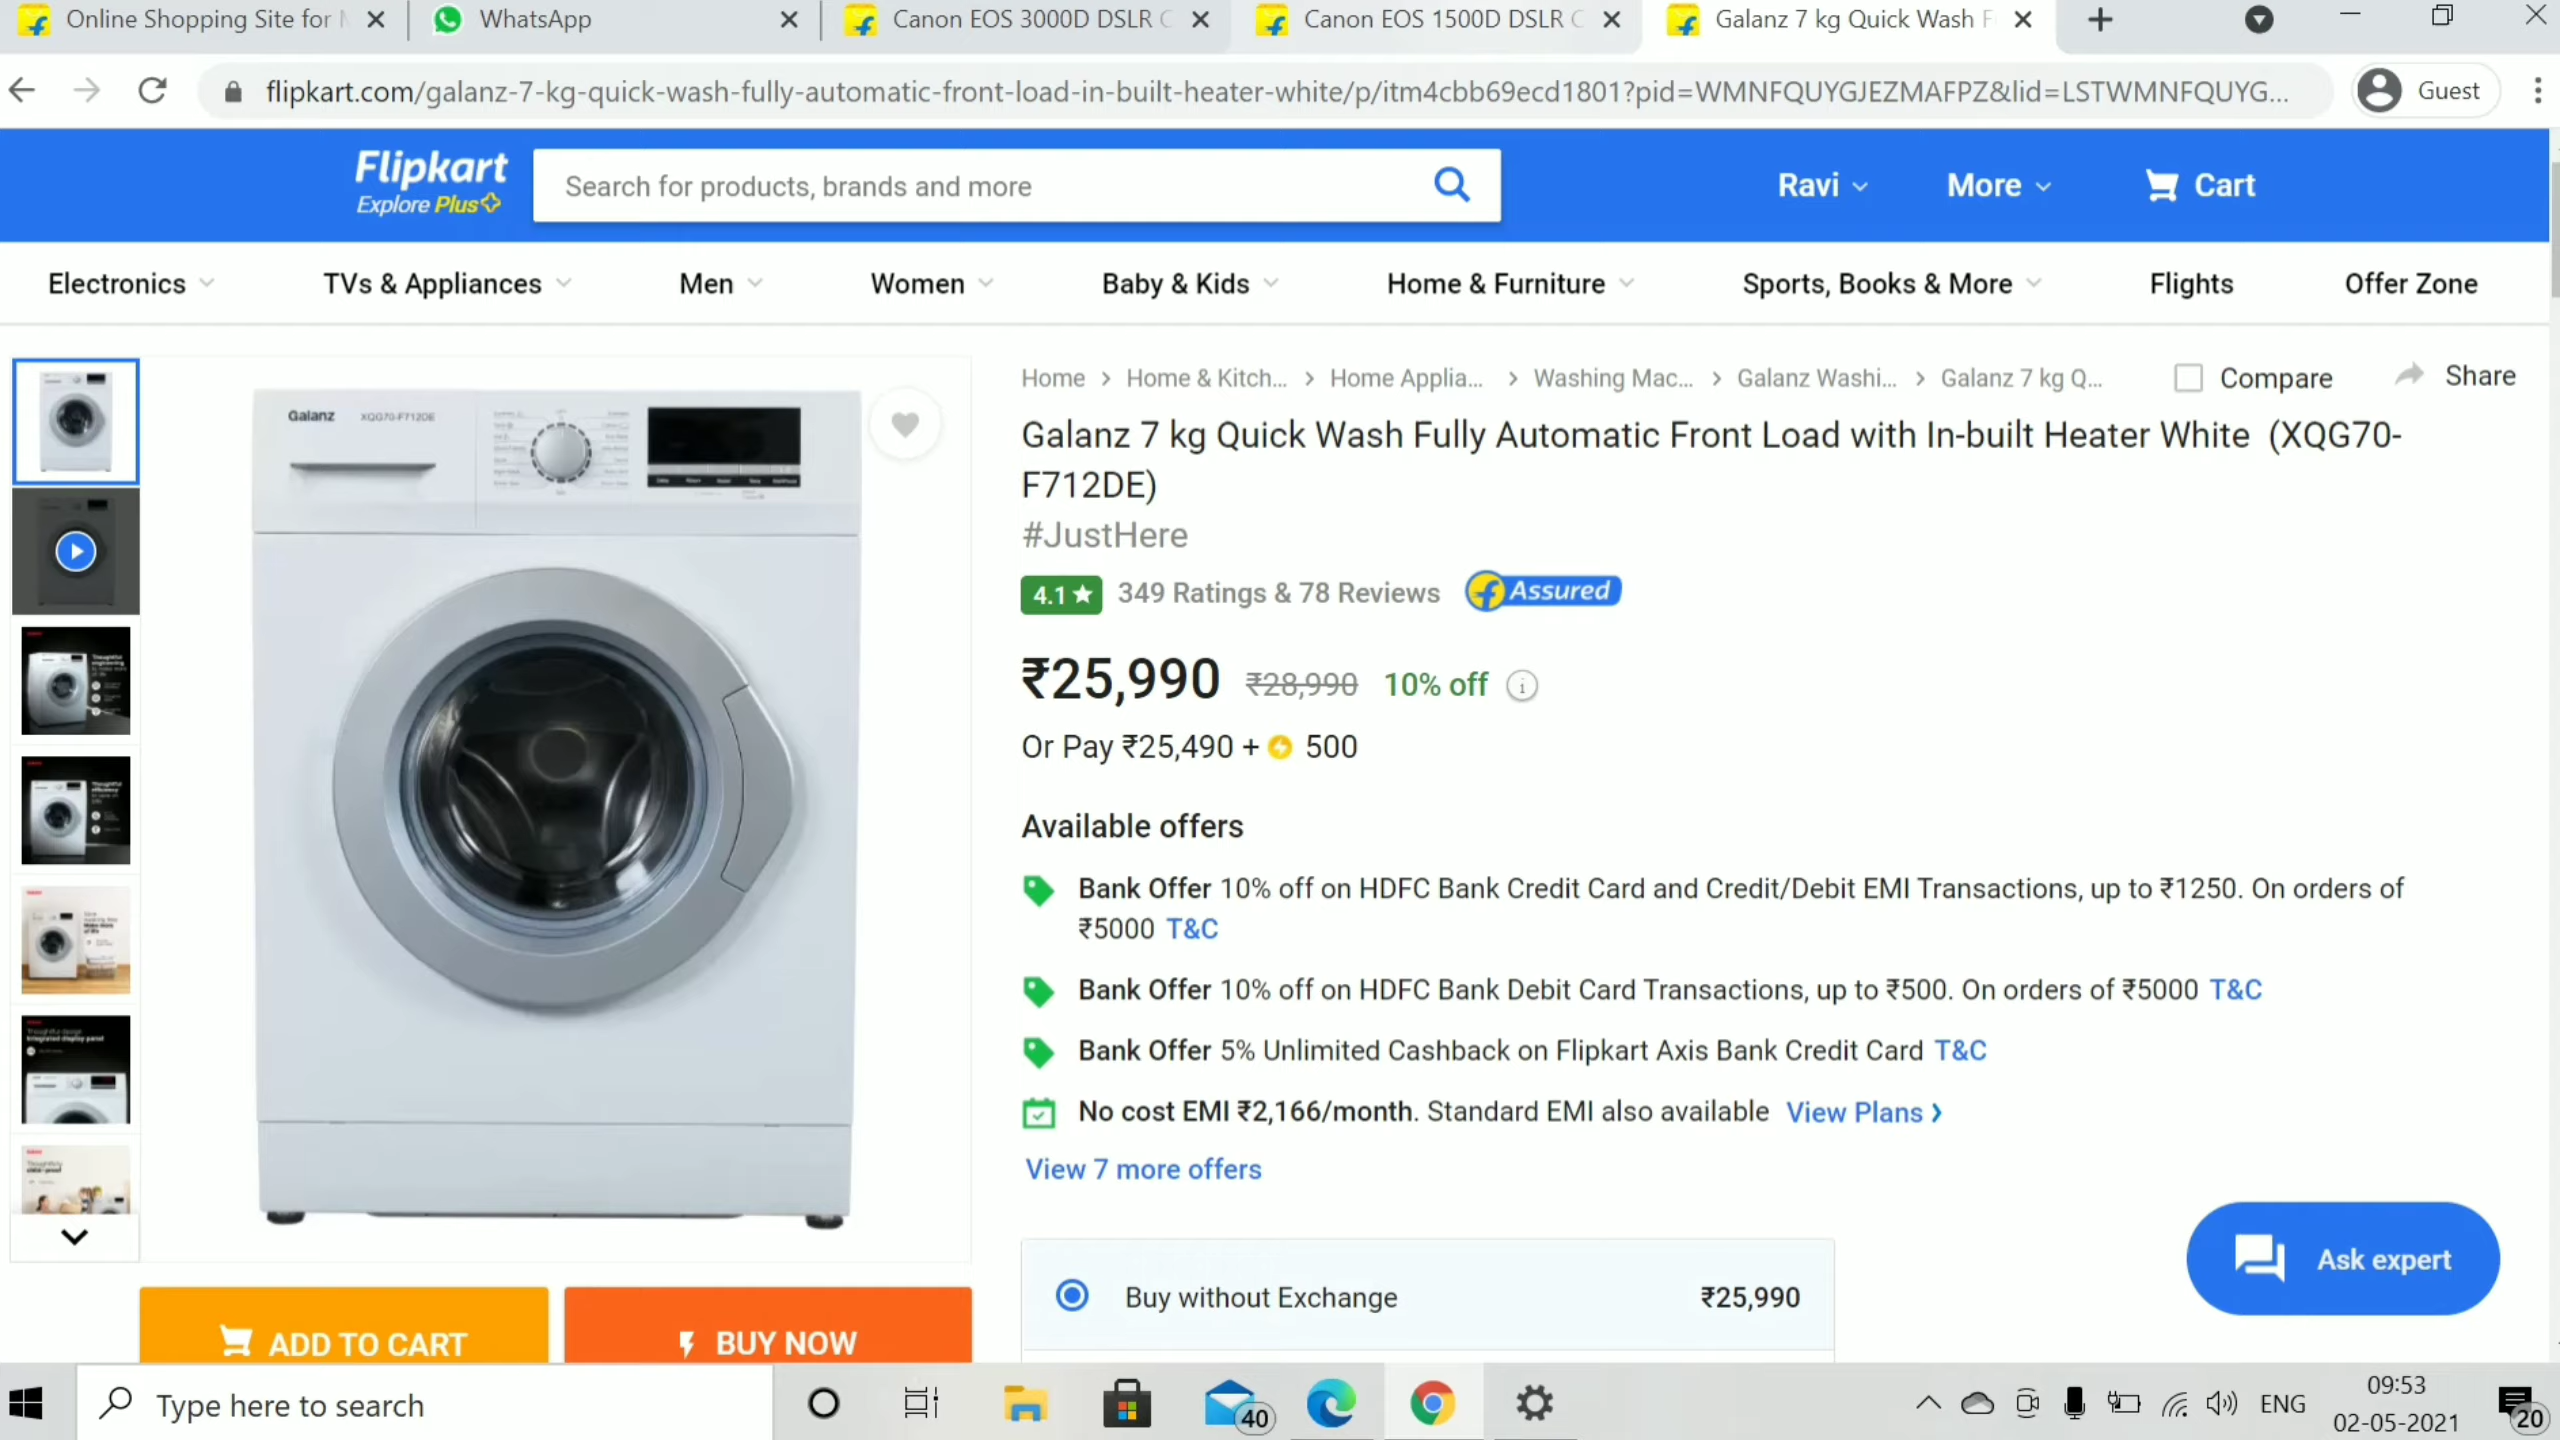 Online Shopping Site for
WhatsApp
Canon EOS 3000D DSLR
Canon EOS 1500D DSLR
Galanz 7 kg Quick Wash
flipkart.com/galanz-7-kg-quick-wash-fully-automatic-front-load-in-built-heater-white/p/itm4cbb69ecd1801?pid=WMNFQUYGJEZMAFPZ&lid=LSTWMNFQUYG...
Guest
Flipkart
Explore Plus
Search for products, brands and more
Ravi
More
Cart
Electronics
TVs & Appliances
Men
Women
Baby & Kids
Home & Furniture
Sports, Books & More
Flights
Offer Zone
Galanz XQG70-F712DE
Home > Home & Kitch... > Home Applia... > Washing Mac... > Galanz Washi... > Galanz 7 kg Q...
Compare
Share
Galanz 7 kg Quick Wash Fully Automatic Front Load with In-built Heater White (XQG70-
F712DE)
#JustHere
4.1★ 349 Ratings & 78 Reviews Assured
₹25,990 ₹28,990 10% off
Or Pay ₹25,490 + 500
Available offers
Bank Offer 10% off on HDFC Bank Credit Card and Credit/Debit EMI Transactions, up to ₹1250. On orders of
₹5000 T&C
Bank Offer 10% off on HDFC Bank Debit Card Transactions, up to ₹500. On orders of ₹5000 T&C
Bank Offer 5% Unlimited Cashback on Flipkart Axis Bank Credit Card T&C
No cost EMI ₹2,166/month. Standard EMI also available View Plans >
View 7 more offers
Buy without Exchange ₹25,990
Ask expert
ADD TO CART
BUY NOW
Type here to search
40
ENG
09:53
02-05-2021
20